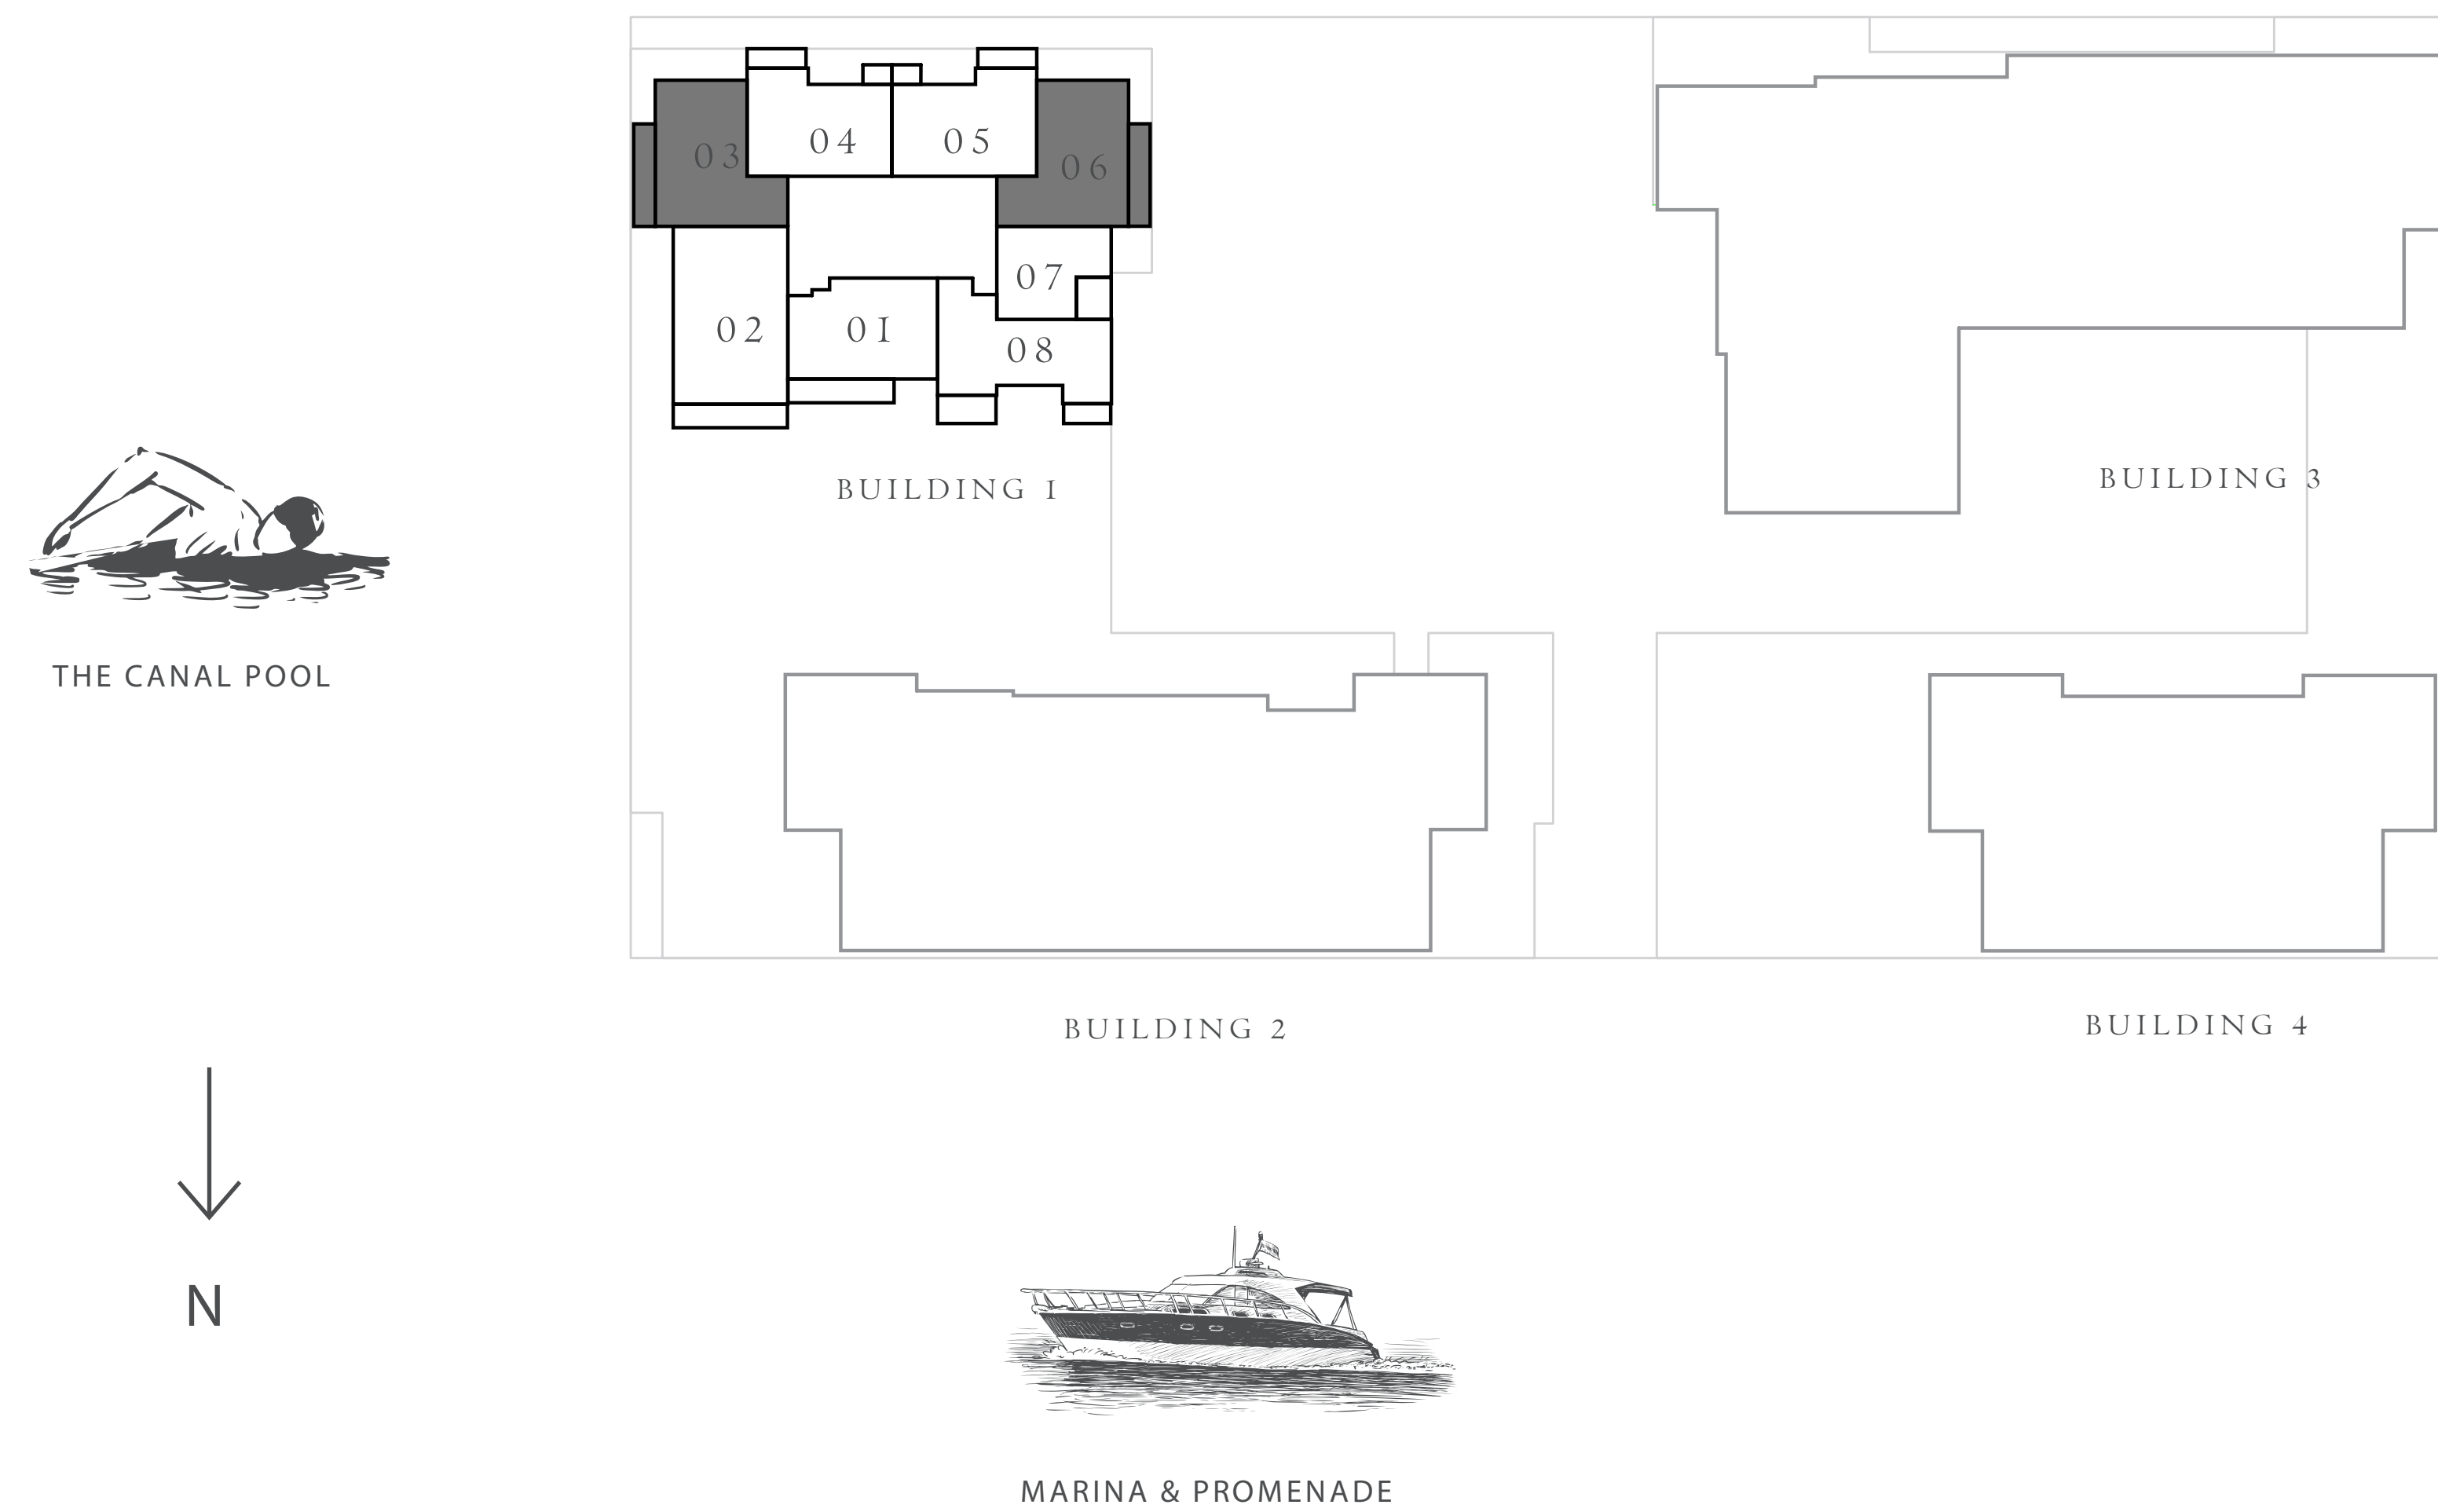 04
05
03
06
07
02
01
08
BUILDING 1
BUILDING 3
THE CANAL POOL
BUILDING 2
BUILDING 4
N
MARINA & PROMENADE